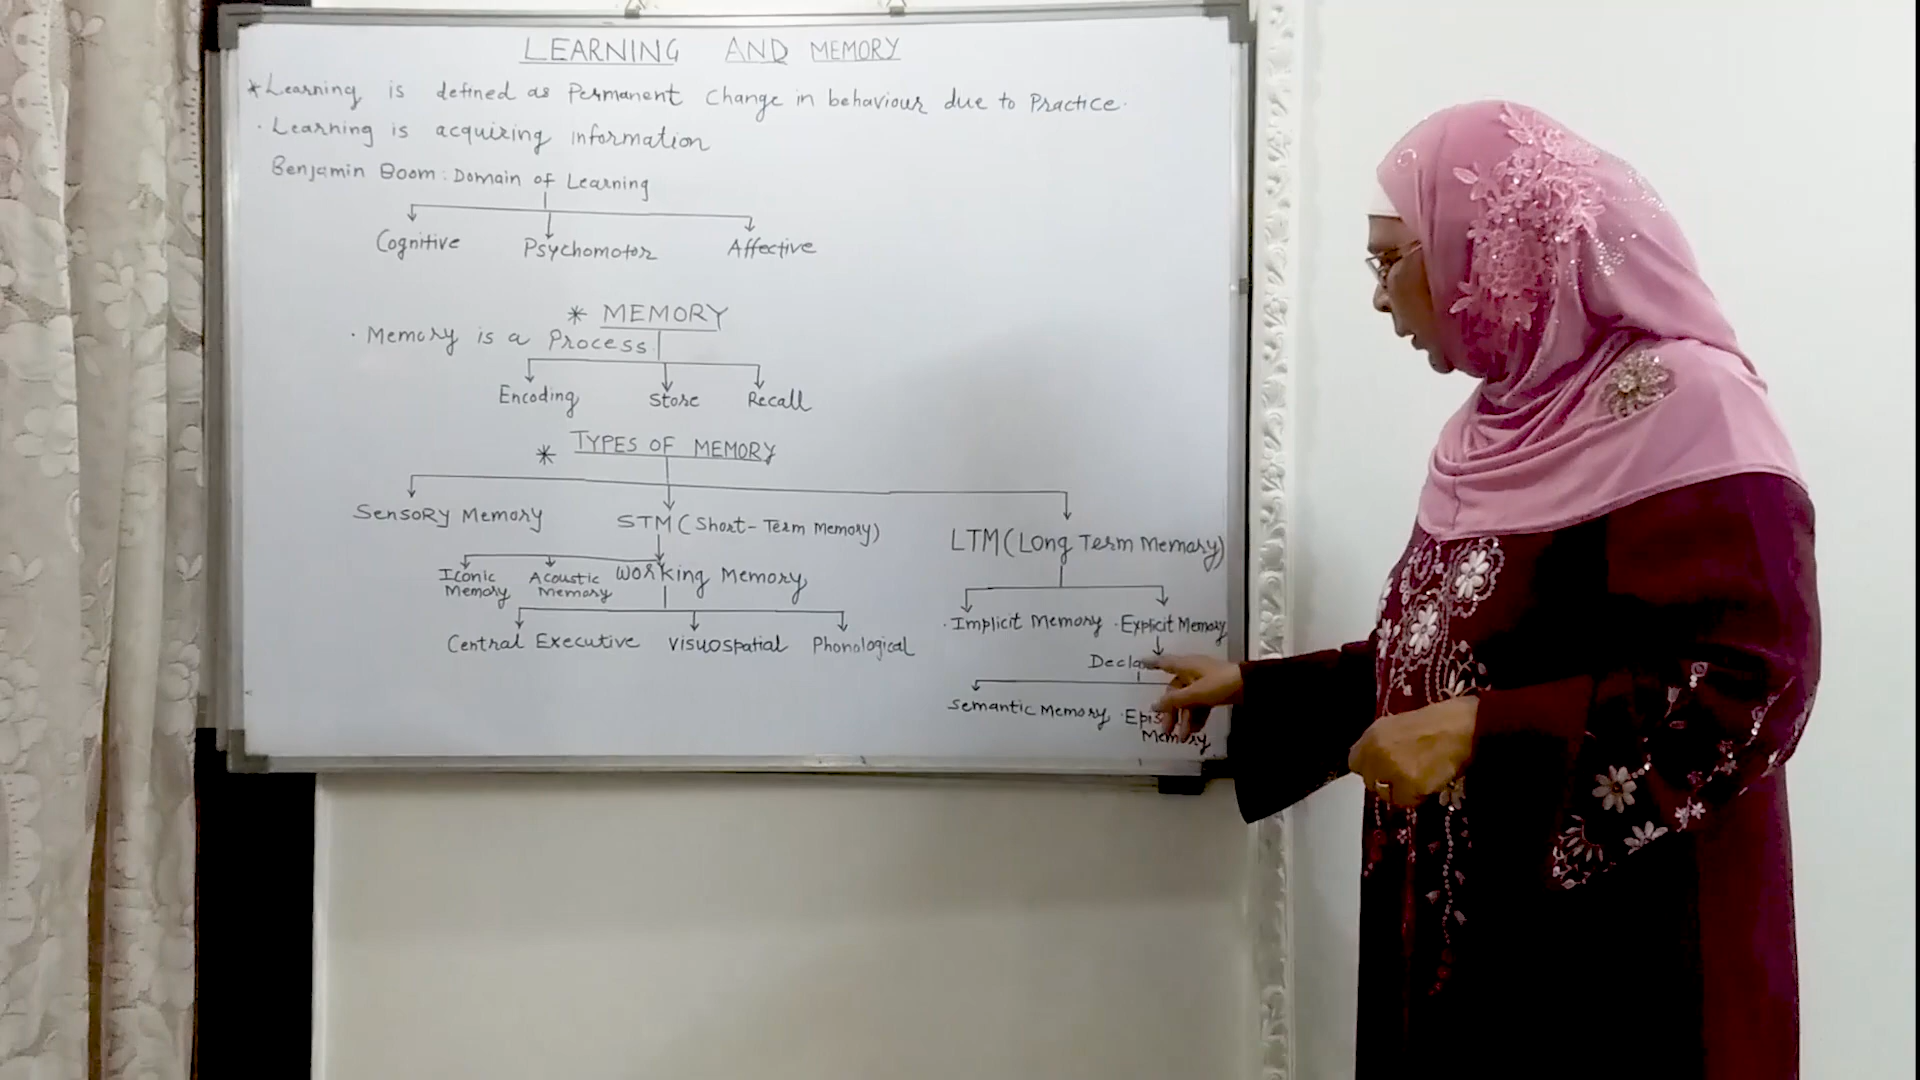 LEARNING AND MEMORY
*Learning is defined as Permanent Change in behaviour due to Practice.
· Learning is acquiring information
Benjamin Boom: Domain of Learning
Cognitive Psychomotor Affective
* MEMORY
· Memory is a Process
Encoding Store Recall
* TYPES OF MEMORY
Sensory Memory STM (Short-Term Memory) LTM (Long Term Memory)
Iconic Memory Acoustic Memory Working Memory
· Implicit Memory · Explicit Memory
Central Executive Visuospatial Phonological
Semantic Memory ·
Memory